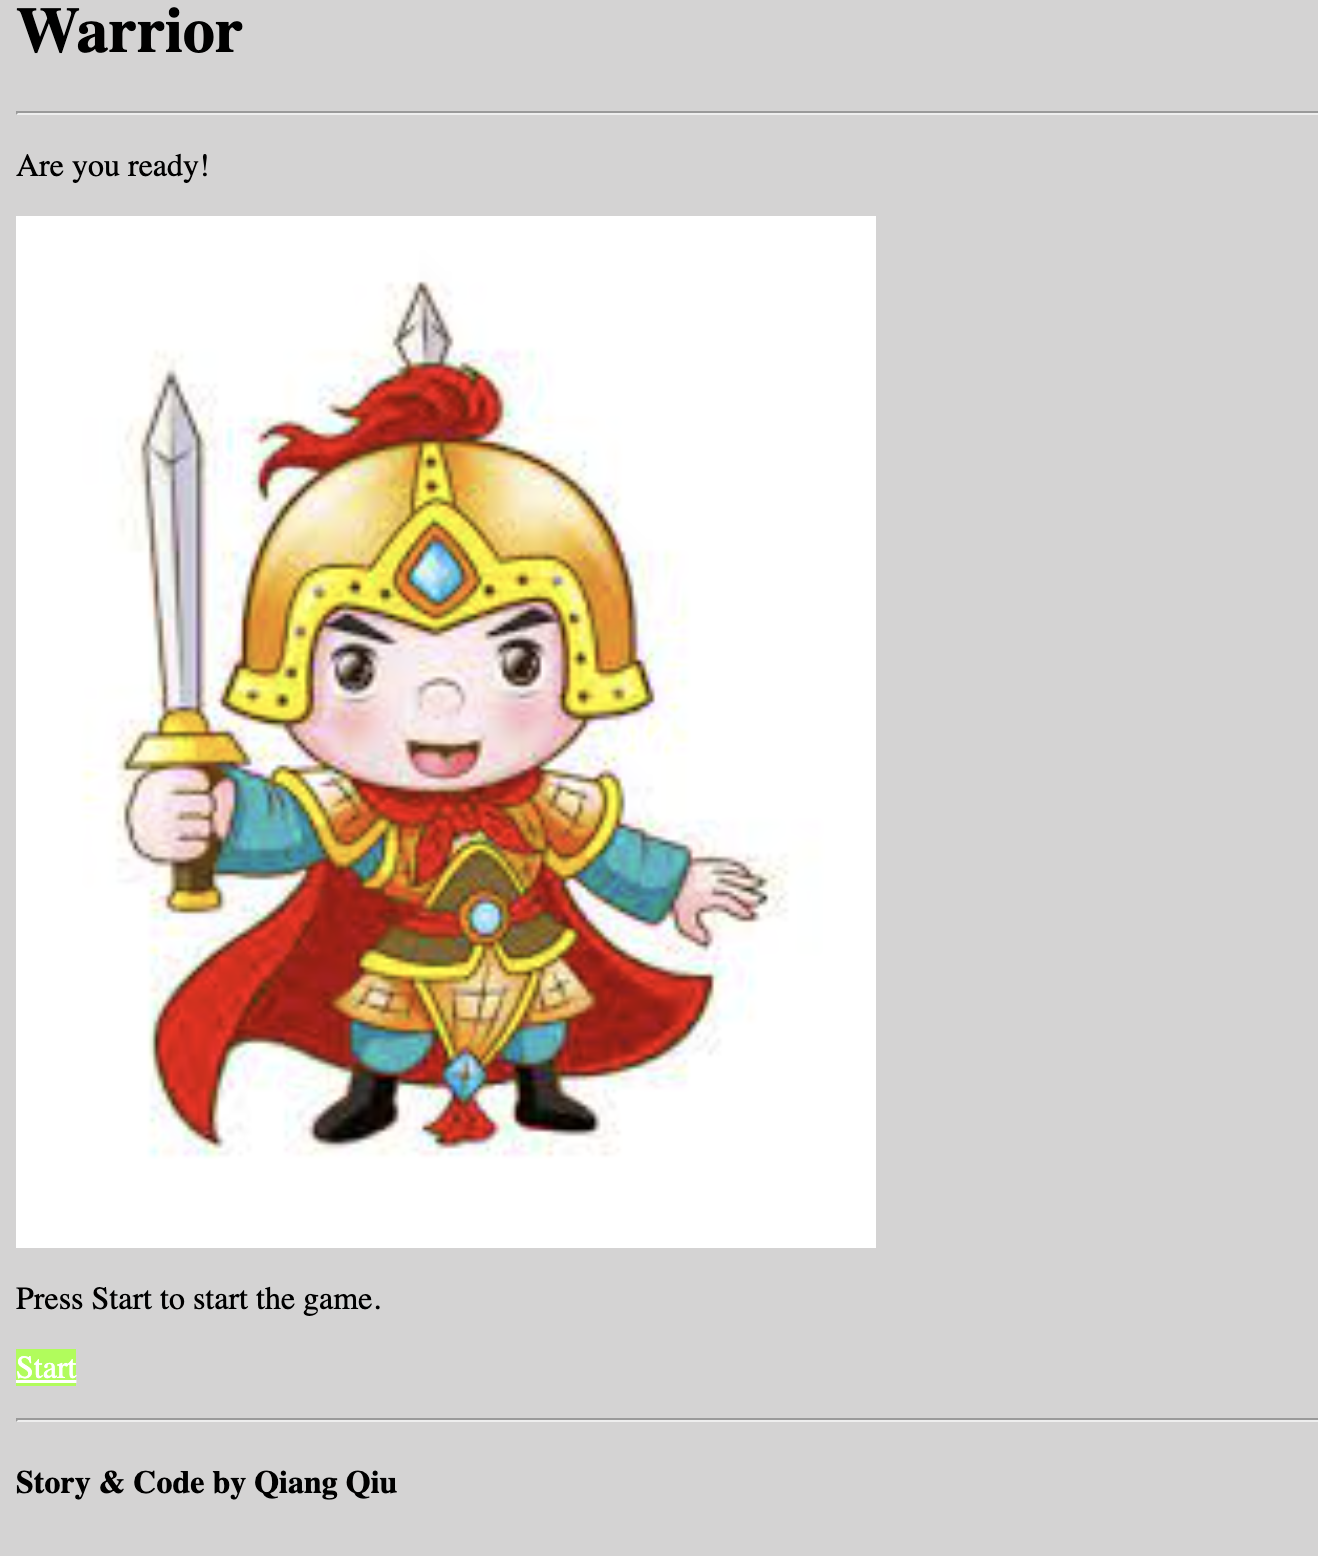 Warrior
Are you ready!
Press Start to start the game.
Start
Story & Code by Qiang Qiu